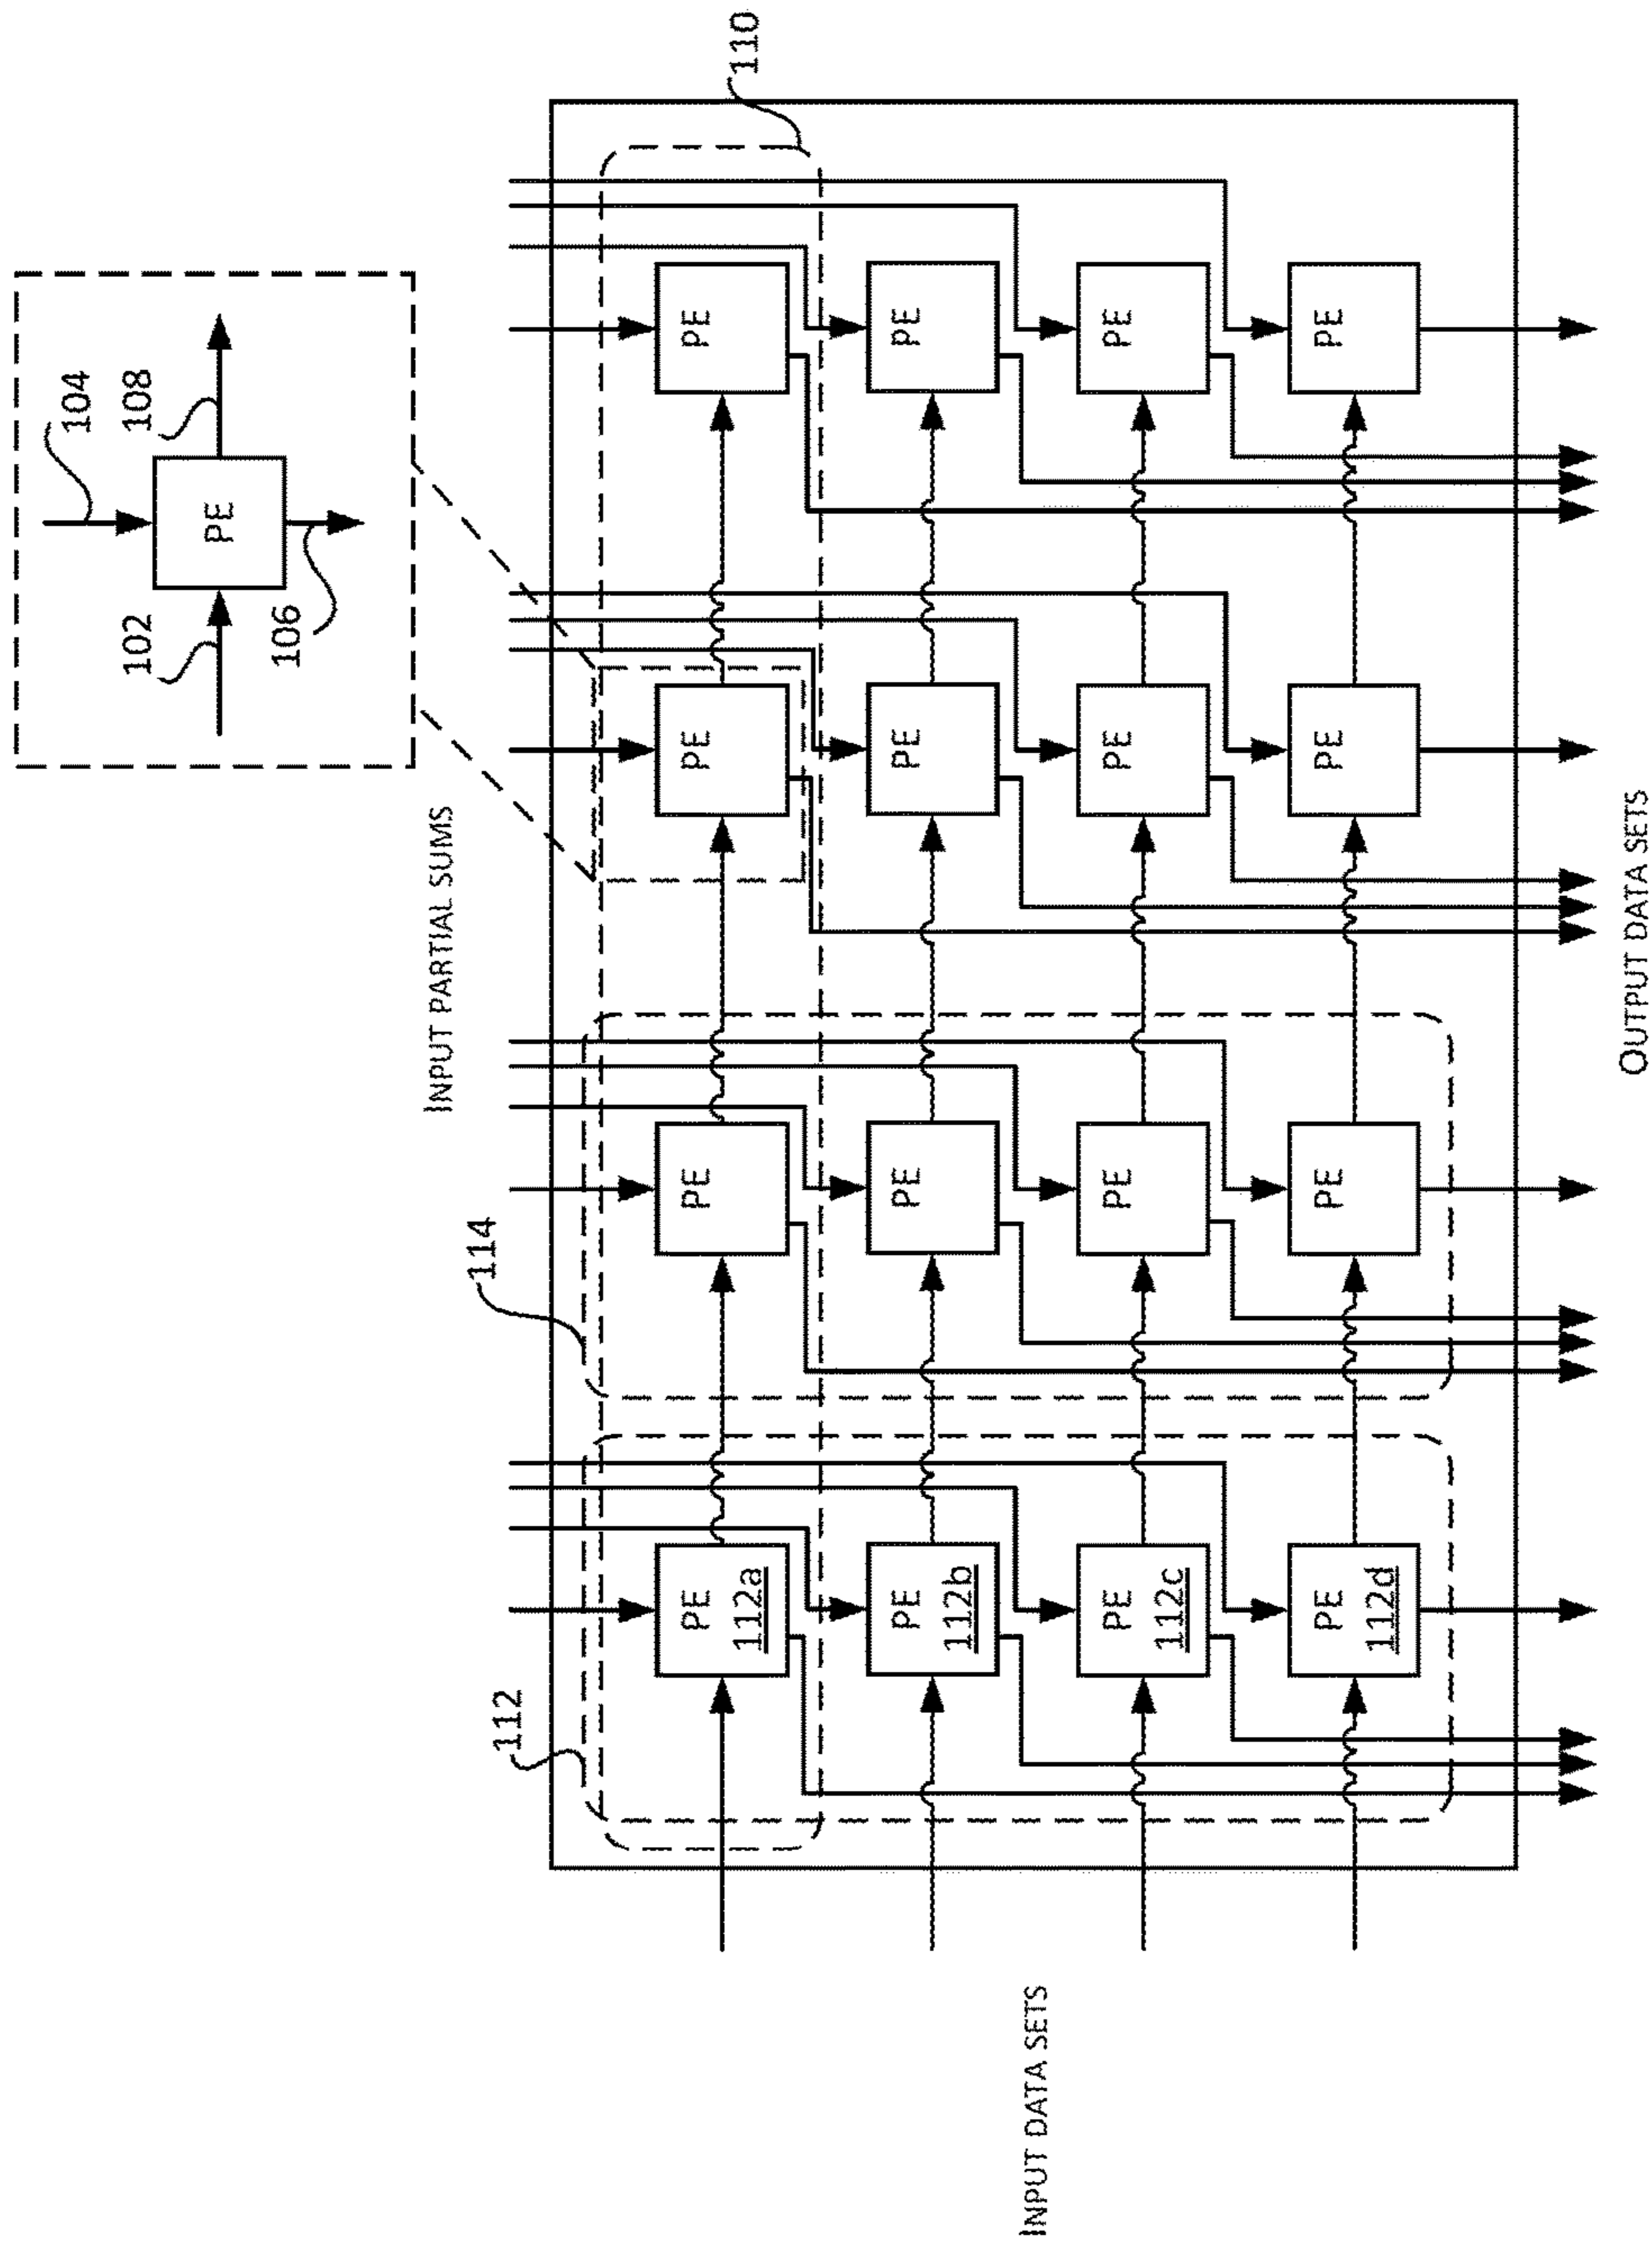 104
102
108
PE
106
INPUT PARTIAL SUMS
114
112
110
PE
112a
PE
PE
PE
PE
112b
PE
PE
PE
INPUT DATA SETS
PE
112c
PE
PE
PE
PE
112d
PE
PE
PE
OUTPUT DATA SETS